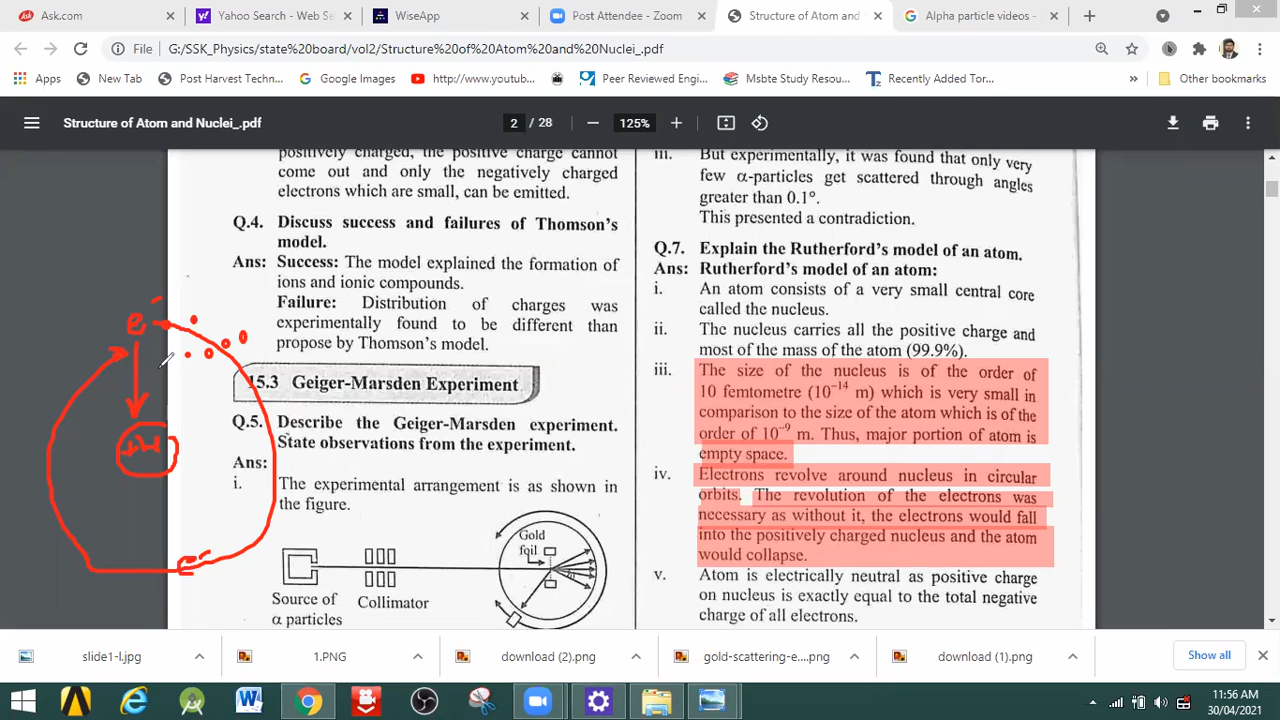 Ask.com
Yahoo Search - Web Se
WiseApp
Post Attendee - Zoom
Structure of Atom and
Alpha particle videos -
File
G:/SSK_Physics/state%20board/vol2/Structure%20of%20Atom%20and%20Nuclei_.pdf
Apps
New Tab
Post Harvest Techn...
Google Images
http://www.youtub...
Peer Reviewed Engi...
Msbte Study Resou...
Recently Added Tor...
»
Other bookmarks
Structure of Atom and Nuclei_.pdf
2 / 28
125%
positively charged, the positive charge cannot
come out and only the negatively charged
electrons which are small, can be emitted.
Q.4. Discuss success and failures of Thomson's
model.
Ans: Success: The model explained the formation of
ions and ionic compounds.
Failure: Distribution of charges was
experimentally found to be different than
propose by Thomson's model.
15.3 Geiger-Marsden Experiment
Q.5. Describe the Geiger-Marsden experiment.
State observations from the experiment.
Ans:
i. The experimental arrangement is as shown in
the figure.
Gold
foil
Source of
α particles
Collimator
e-
e-
iii. But experimentally, it was found that only very
few α-particles get scattered through angles
greater than 0.1°.
This presented a contradiction.
Q.7. Explain the Rutherford's model of an atom.
Ans: Rutherford's model of an atom:
i. An atom consists of a very small central core
called the nucleus.
ii. The nucleus carries all the positive charge and
most of the mass of the atom (99.9%).
iii. The size of the nucleus is of the order of
10 femtometre (10⁻¹⁴ m) which is very small in
comparison to the size of the atom which is of the
order of 10⁻⁹ m. Thus, major portion of atom is
empty space.
iv. Electrons revolve around nucleus in circular
orbits. The revolution of the electrons was
necessary as without it, the electrons would fall
into the positively charged nucleus and the atom
would collapse.
v. Atom is electrically neutral as positive charge
on nucleus is exactly equal to the total negative
charge of all electrons.
slide1-l.jpg
1.PNG
download (2).png
gold-scattering-e....png
download (1).png
Show all
11:56 AM
30/04/2021